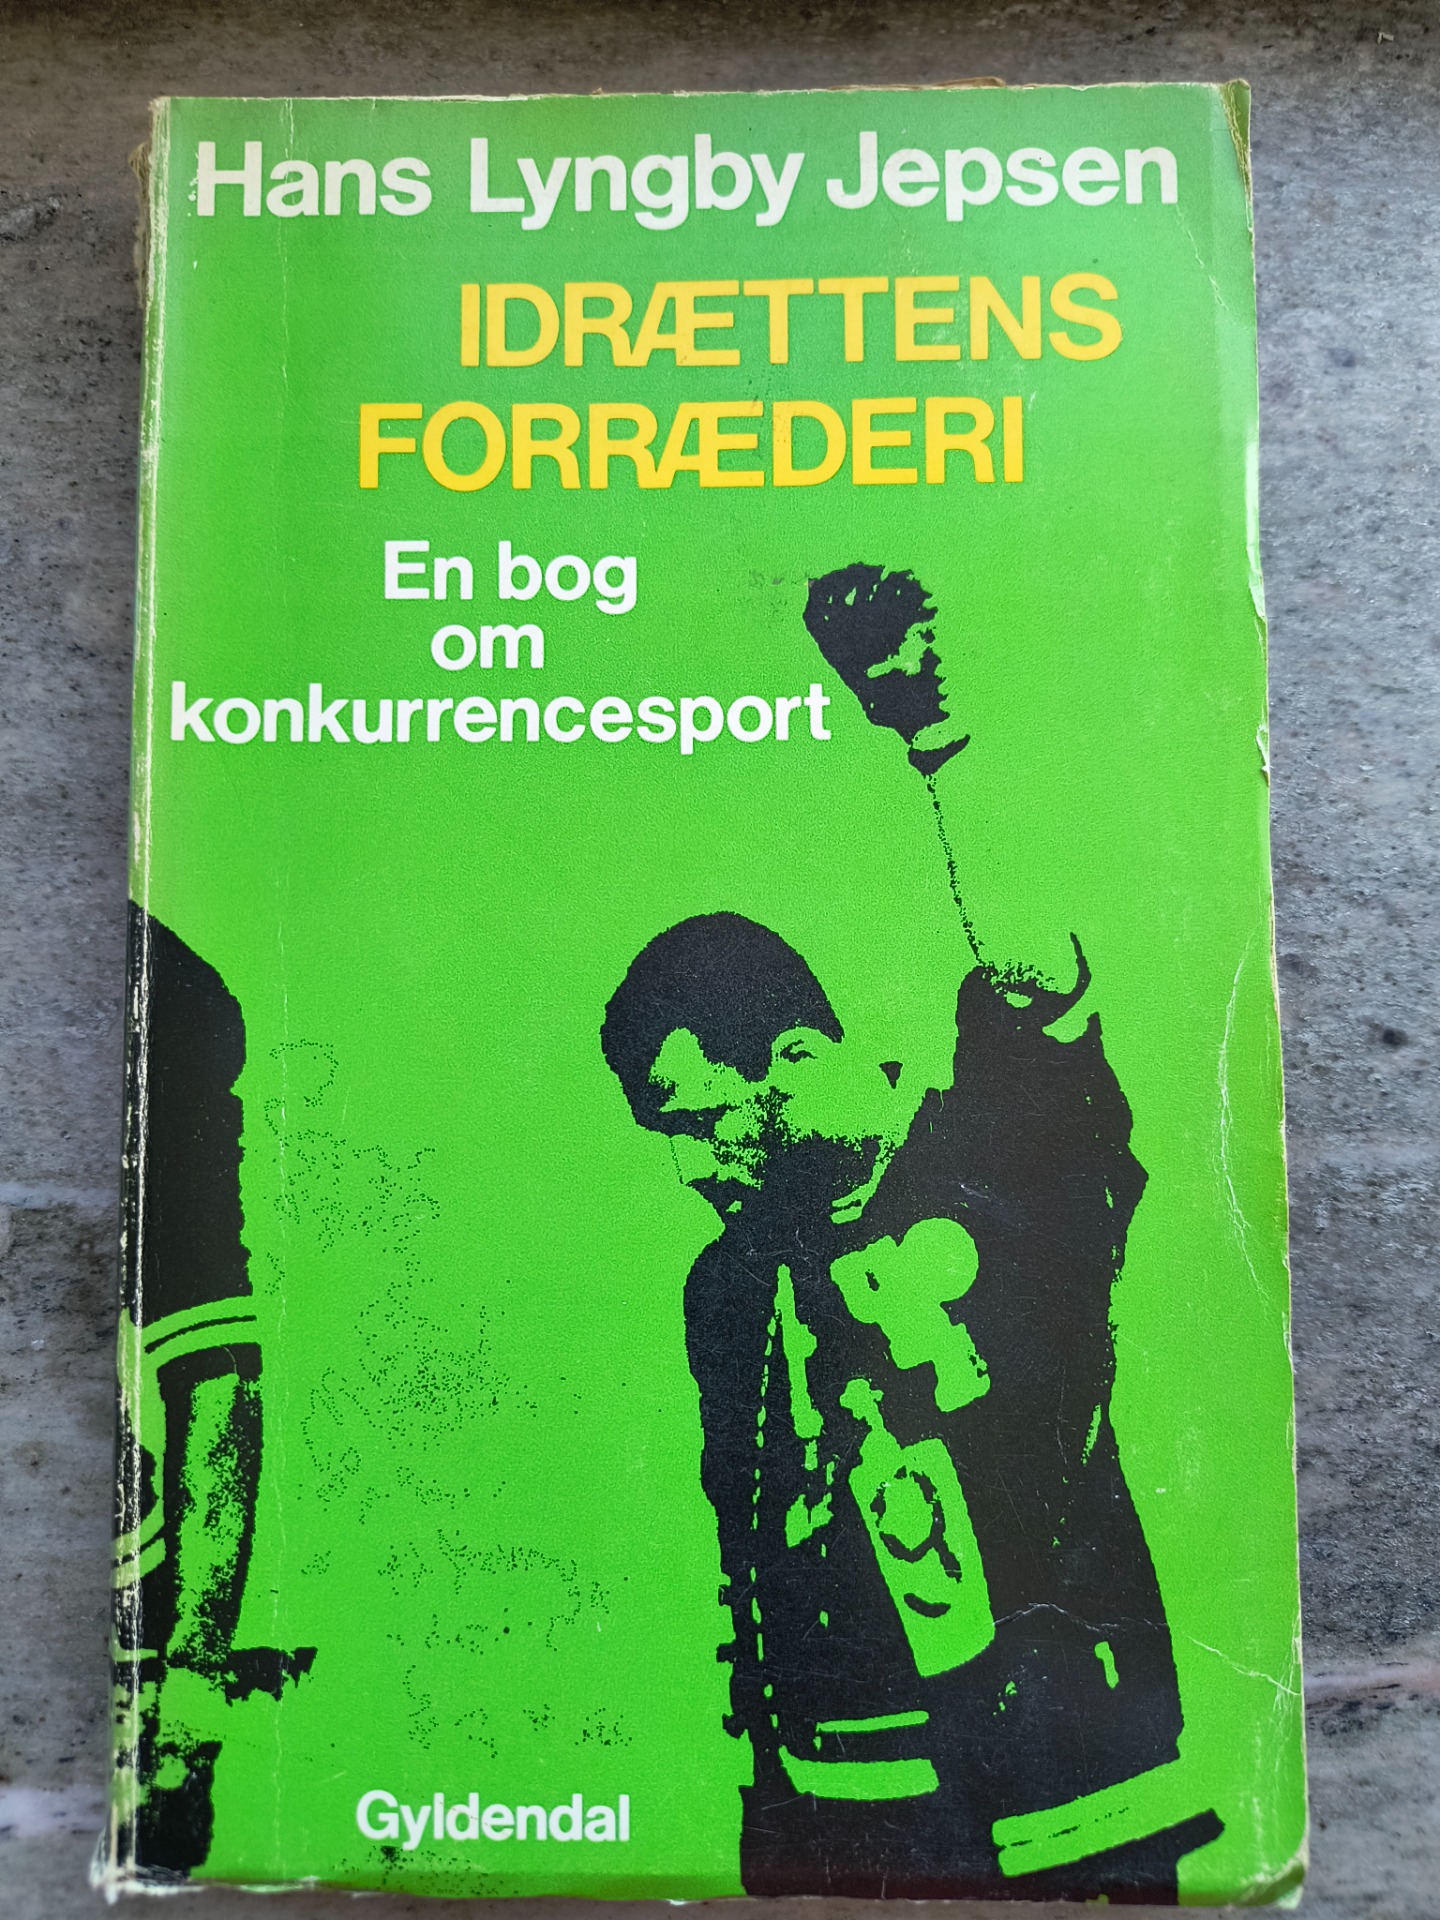 Hans Lyngby Jepsen
IDRÆTTENS
FORRÆDERI
En bog
om
konkurrencesport
Gyldendal